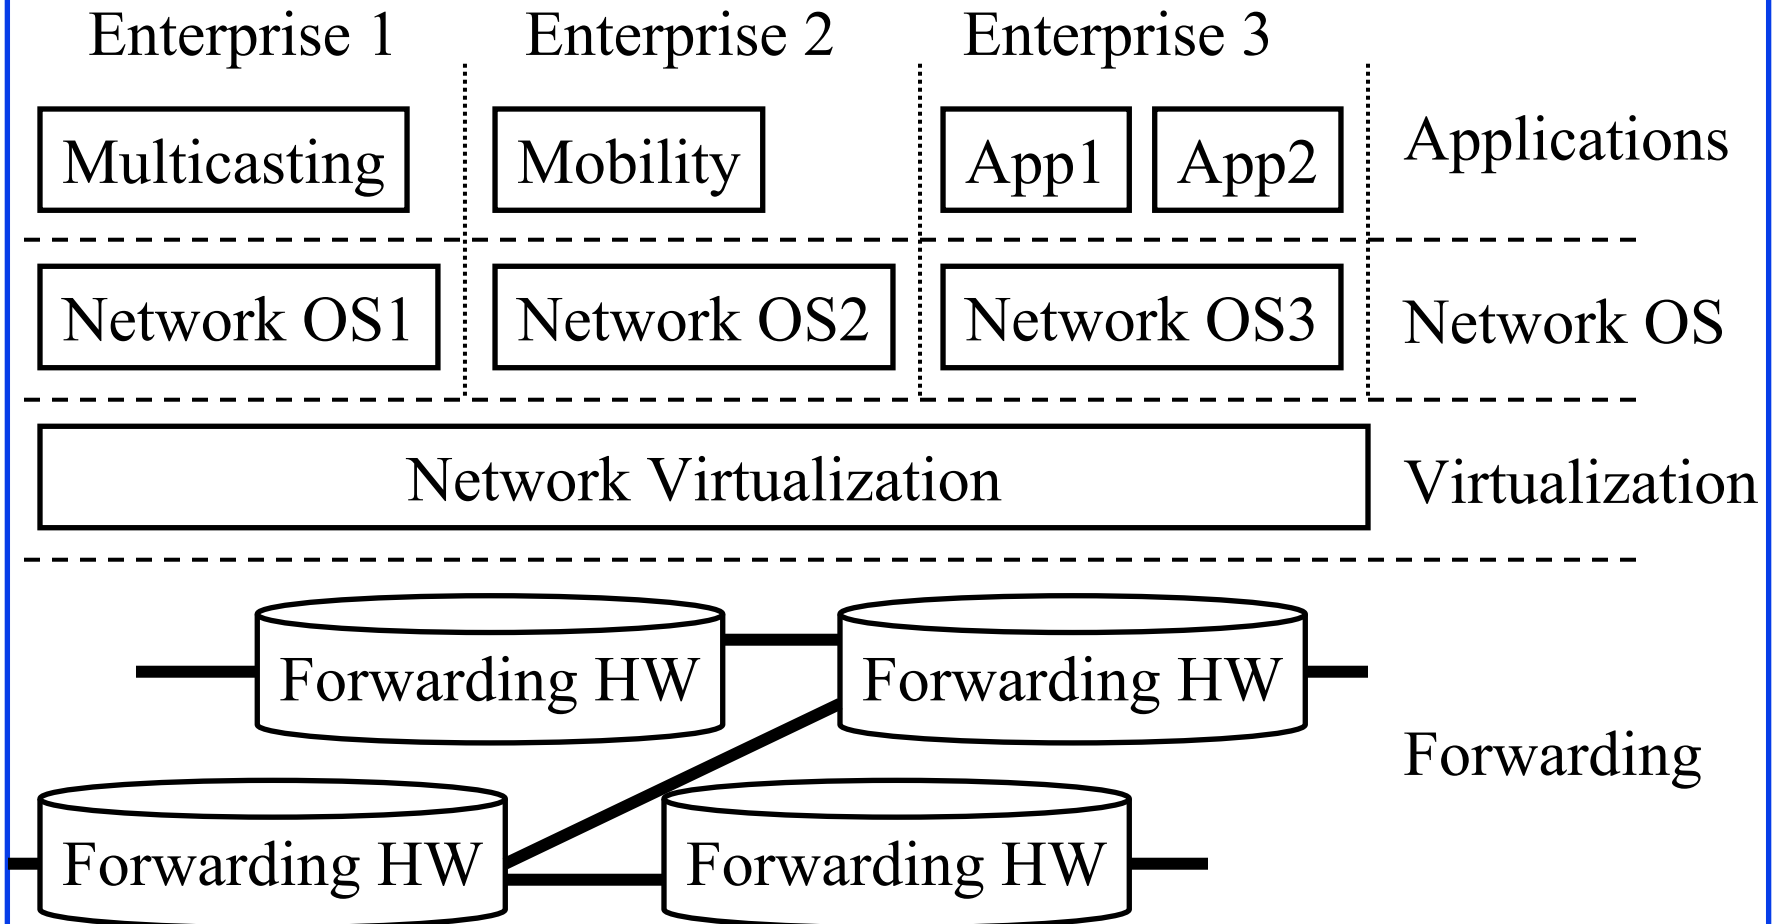 Enterprise 1 Enterprise 2 Enterprise 3
Multicasting Mobility App1 App2 Applications
Network OS1 Network OS2 Network OS3 Network OS
Network Virtualization Virtualization
Forwarding HW Forwarding HW
Forwarding
Forwarding HW Forwarding HW